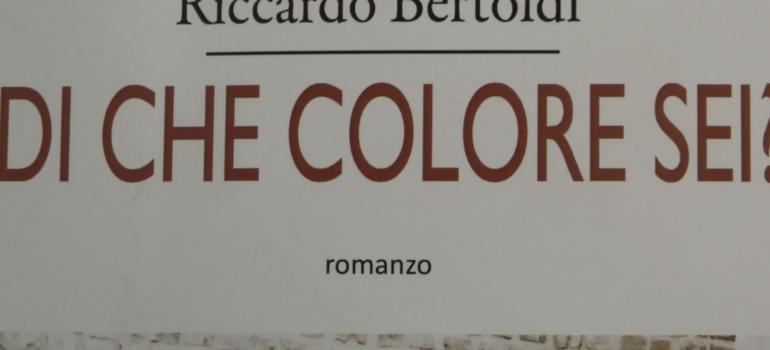 Riccardo Bertoldi
DI CHE COLORE SEI?
romanzo